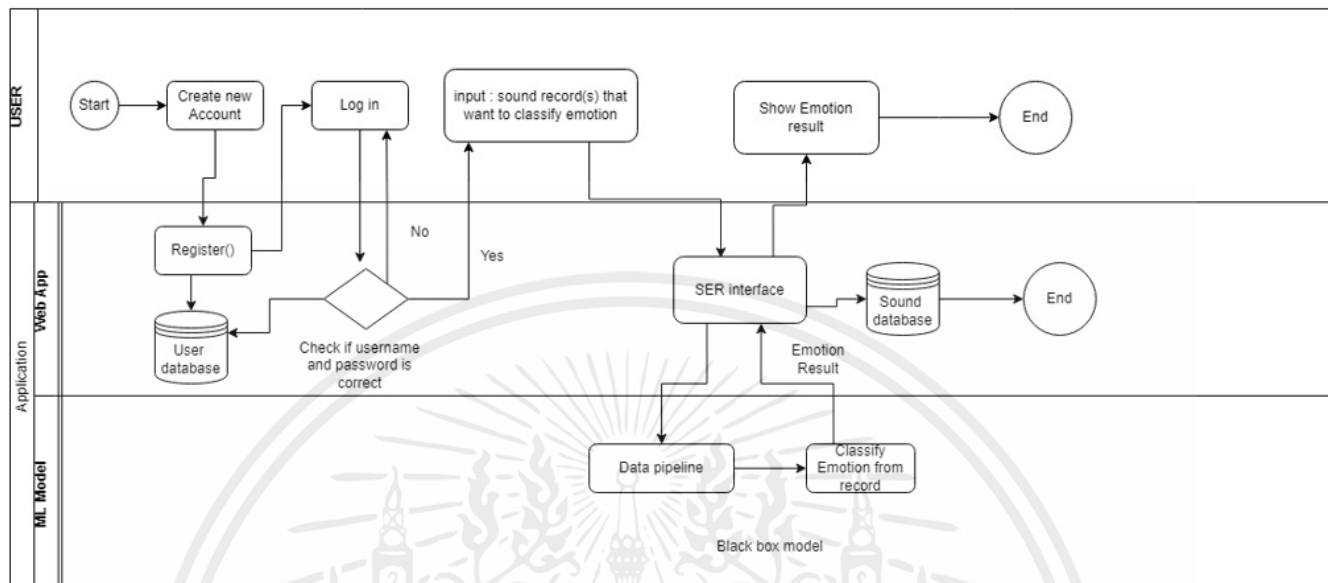 USER
Start
Create new
Account
Log in
input : sound record(s) that
want to classify emotion
Show Emotion
result
End
Application
Web App
Register()
No
Yes
User
database
Check if username
and password is
correct
SER interface
Sound
database
End
Emotion
Result
ML Model
Data pipeline
Classify
Emotion from
record
Black box model